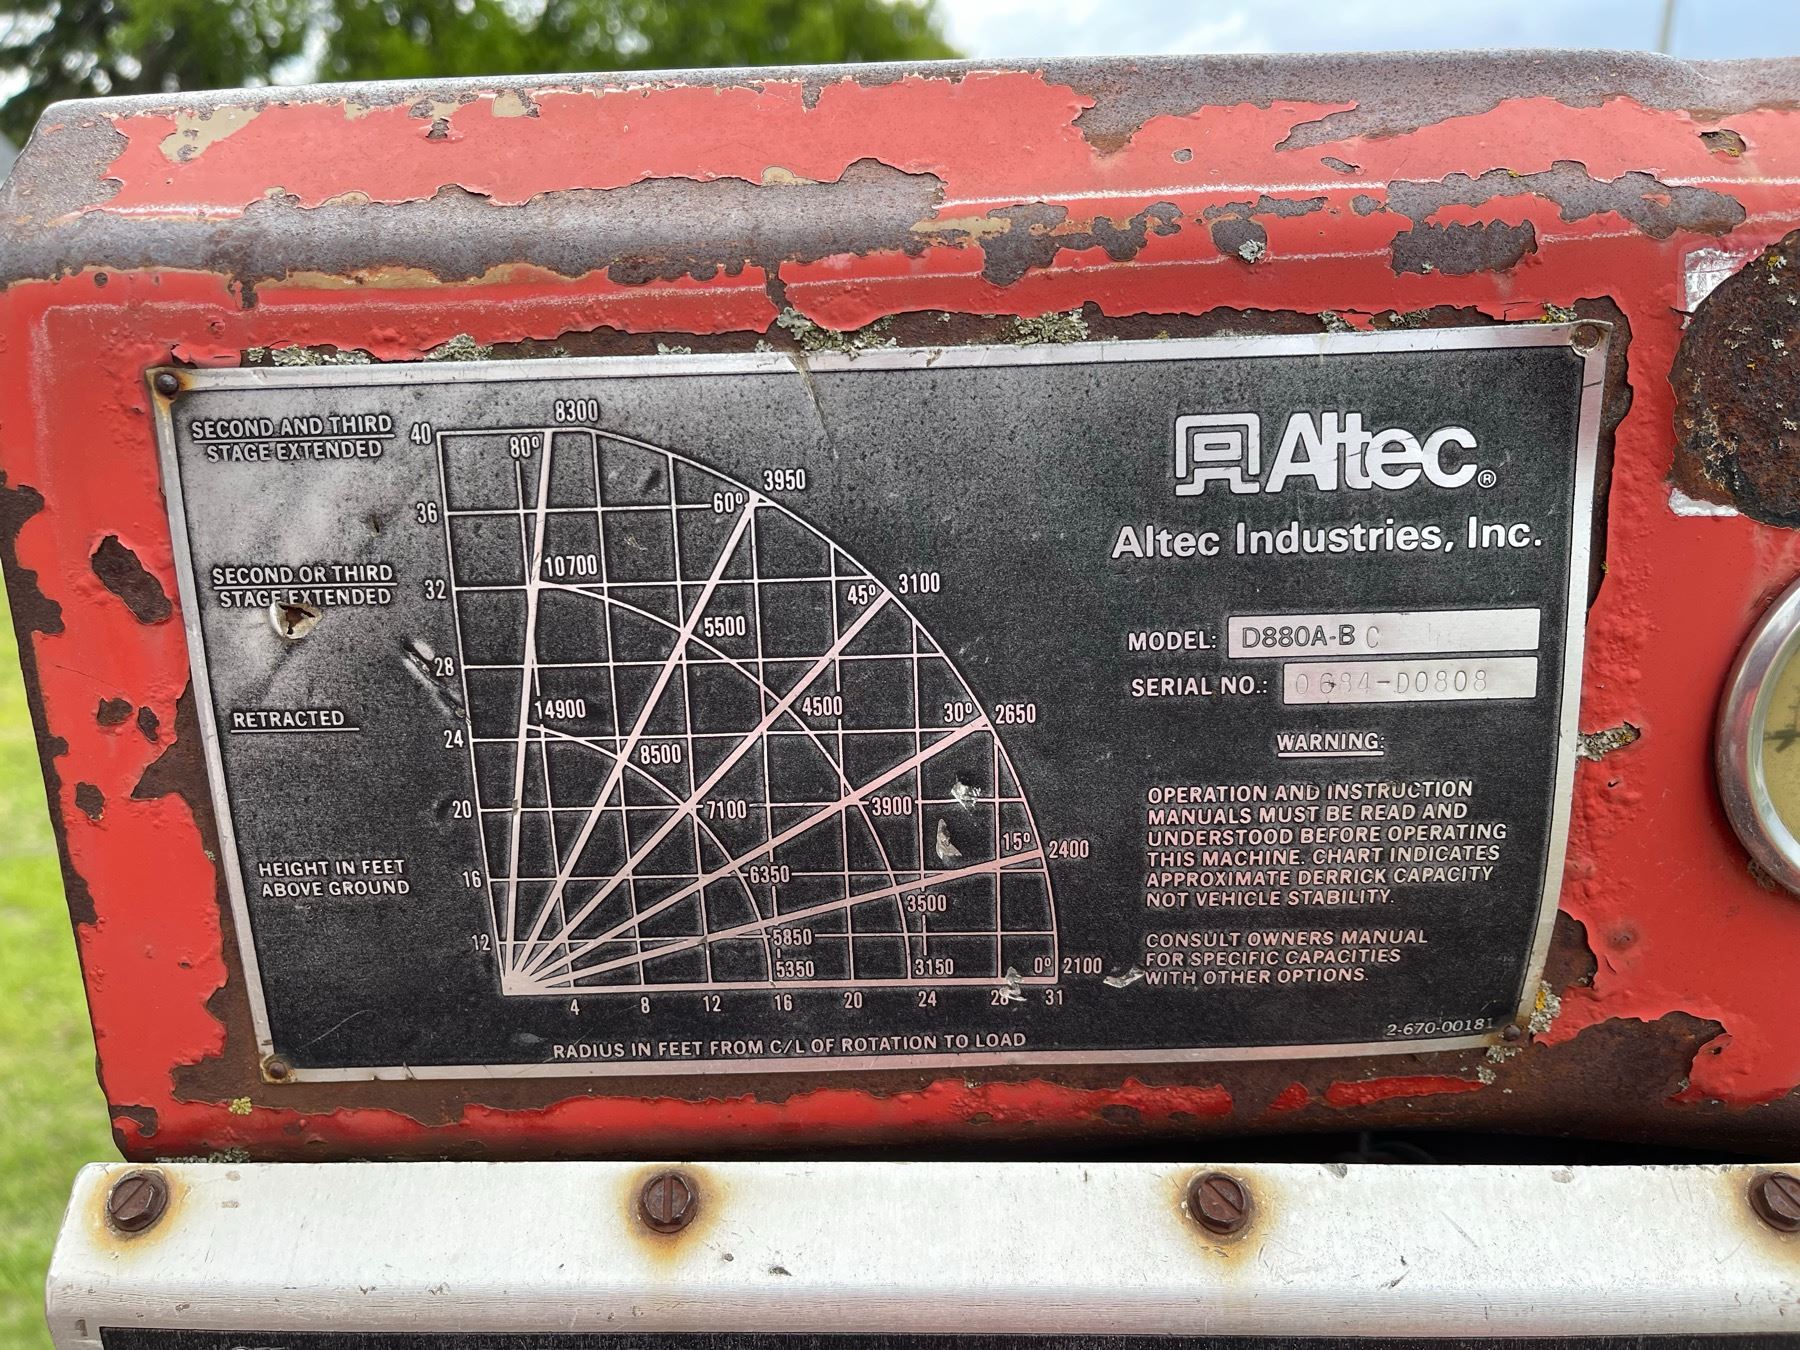 SECOND AND THIRD
STAGE EXTENDED
SECOND OR THIRD
STAGE EXTENDED
RETRACTED
HEIGHT IN FEET
ABOVE GROUND
40
36
32
28
24
20
16
12
8300
80°
60° 3950
10700
45° 3100
5500
14900
4500
30° 2650
8500
7100
3900
15° 2400
6350
3500
5850
5350
3150
0° 2100
4 8 12 16 20 24 28 31
RADIUS IN FEET FROM C/L OF ROTATION TO LOAD
Altec®
Altec Industries, Inc.
MODEL: D880A-B C
SERIAL NO.: 0684-D0808
WARNING:
OPERATION AND INSTRUCTION
MANUALS MUST BE READ AND
UNDERSTOOD BEFORE OPERATING
THIS MACHINE. CHART INDICATES
APPROXIMATE DERRICK CAPACITY
NOT VEHICLE STABILITY.
CONSULT OWNERS MANUAL
FOR SPECIFIC CAPACITIES
WITH OTHER OPTIONS.
2-670-00181
1